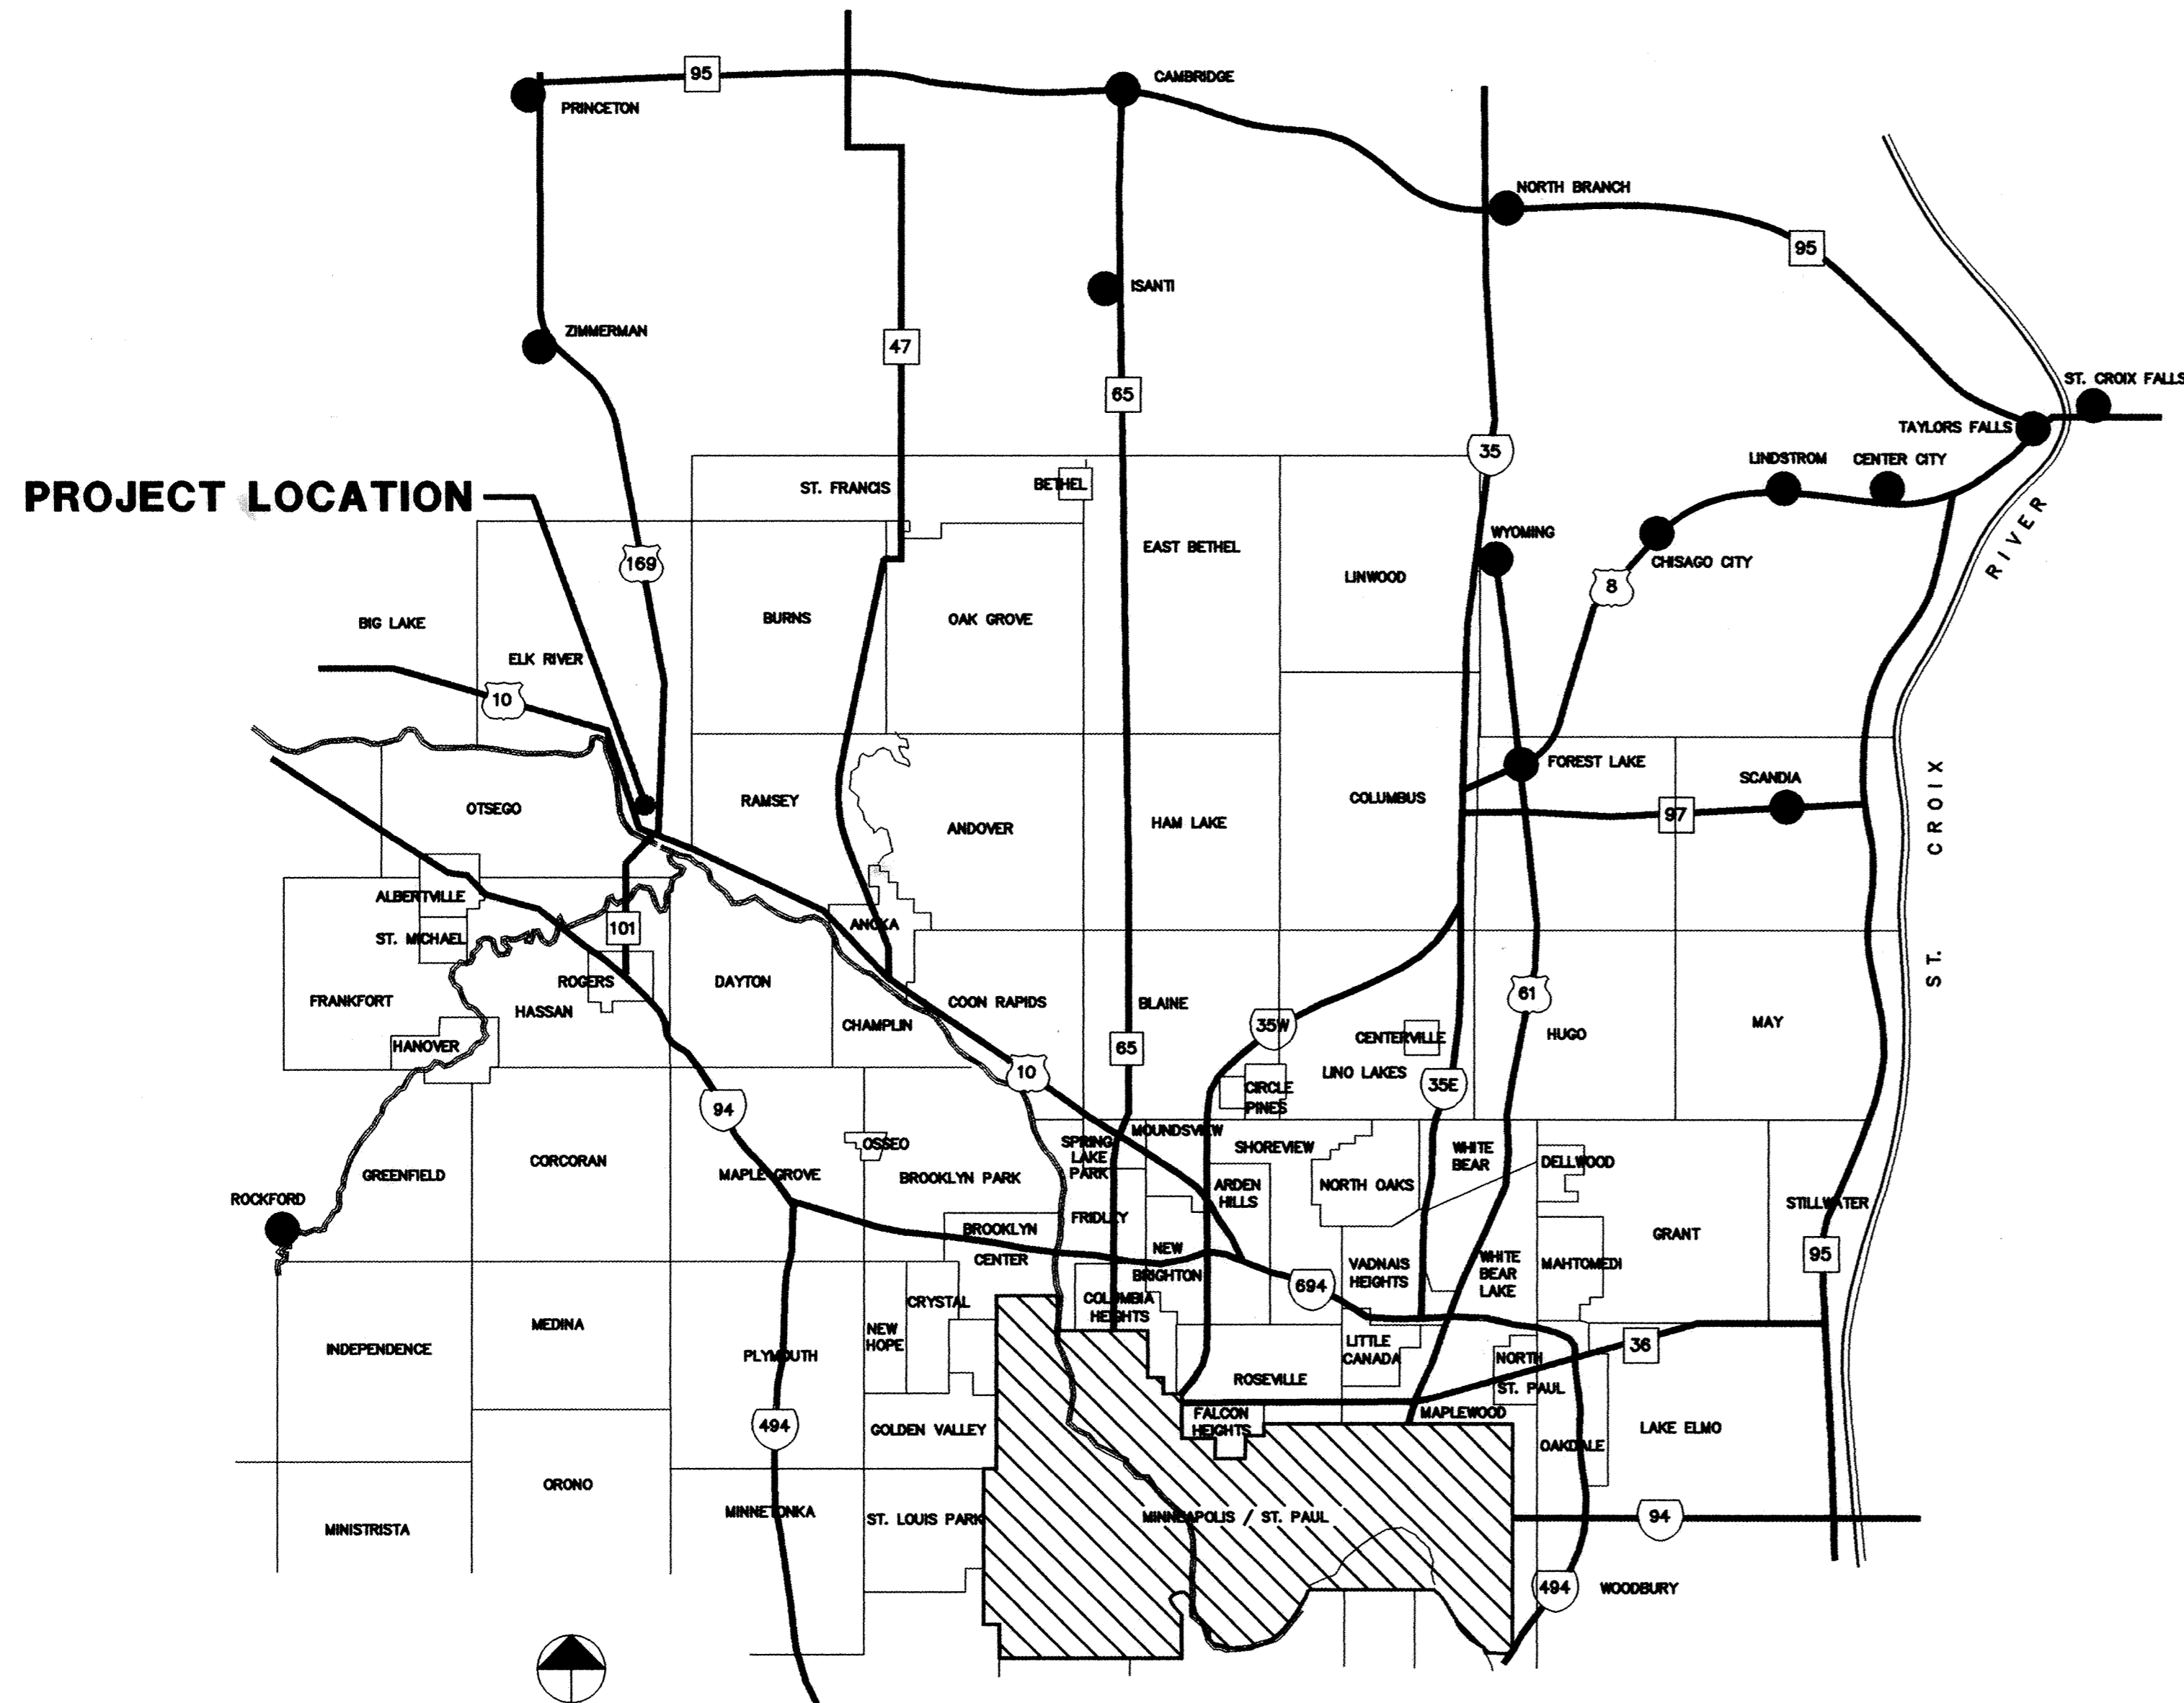 95
CAMBRIDGE
PRINCETON
NORTH BRANCH
95
ISANTI
ZIMMERMAN
47
65
ST. CROIX FALLS
TAYLORS FALLS
35
LINDSTROM
CENTER CITY
PROJECT LOCATION
ST. FRANCIS
BETHEL
WYOMING
RIVER
EAST BETHEL
169
CHISAGO CITY
LINWOOD
8
BIG LAKE
BURNS
OAK GROVE
ELK RIVER
10
FOREST LAKE
SCANDIA
OTSEGO
RAMSEY
COLUMBUS
ST. CROIX
97
ANDOVER
HAM LAKE
ALBERTVILLE
ANOKA
101
ST. MICHAEL
ROGERS
DAYTON
61
FRANKFORT
HASSAN
COON RAPIDS
BLAINE
CHAMPLIN
35W
MAY
CENTERVILLE
HUGO
HANOVER
65
10
LINO LAKES
35E
CIRCLE
PINES
94
MOUNDSVIEW
OSSEO
SPRING
LAKE
PARK
SHOREVIEW
WHITE
BEAR
CORCORAN
DELLWOOD
GREENFIELD
MAPLE GROVE
BROOKLYN PARK
ARDEN
HILLS
NORTH OAKS
ROCKFORD
STILLWATER
FRIDLEY
BROOKLYN
CENTER
GRANT
NEW
BRIGHTON
95
VADNAIS
HEIGHTS
WHITE
BEAR
LAKE
MAHTOMEDI
694
CRYSTAL
COLUMBIA
HEIGHTS
MEDINA
NEW
HOPE
INDEPENDENCE
PLYMOUTH
LITTLE
CANADA
36
NORTH
ST. PAUL
ROSEVILLE
494
GOLDEN VALLEY
FALCON
HEIGHTS
MAPLEWOOD
LAKE ELMO
OAKDALE
ORONO
MINNETONKA
ST. LOUIS PARK
MINNEAPOLIS / ST. PAUL
94
MINISTRISTA
494
WOODBURY